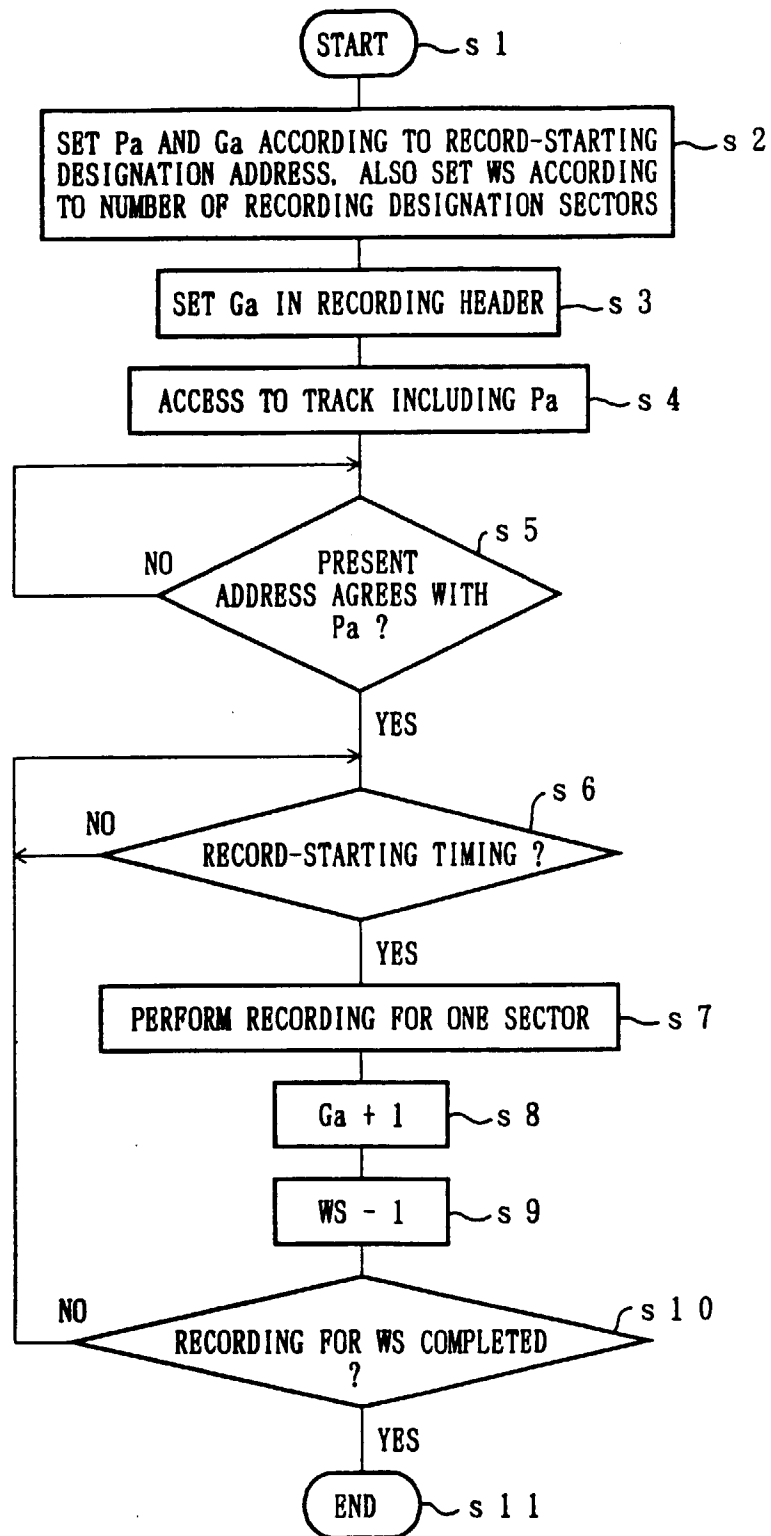 START
s 1
SET Pa AND Ga ACCORDING TO RECORD-STARTING
DESIGNATION ADDRESS. ALSO SET WS ACCORDING
TO NUMBER OF RECORDING DESIGNATION SECTORS
s 2
SET Ga IN RECORDING HEADER
s 3
ACCESS TO TRACK INCLUDING Pa
s 4
s 5
NO
PRESENT
ADDRESS AGREES WITH
Pa ?
YES
s 6
NO
RECORD-STARTING TIMING ?
YES
PERFORM RECORDING FOR ONE SECTOR
s 7
Ga + 1
s 8
WS - 1
s 9
NO
s 1 0
RECORDING FOR WS COMPLETED
?
YES
END
s 1 1